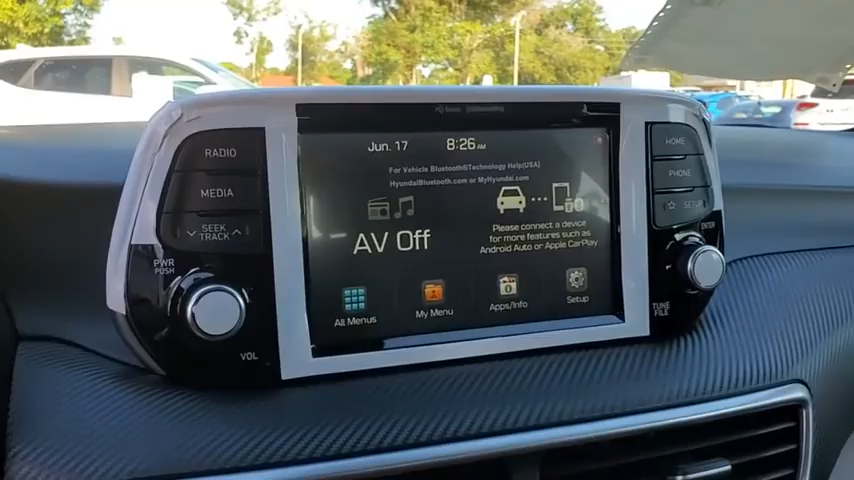 Jun. 17
8:26 AM
For Vehicle Bluetooth®Technology Help(USA)
HyundaiBluetooth.com or MyHyundai.com
AV Off
Please connect a device
for more features such as
Android Auto or Apple CarPlay
All Menus
My Menu
Apps/Info
Setup
RADIO
MEDIA
SEEK
TRACK
PWR
PUSH
VOL
HOME
PHONE
SETUP
ENTER
TUNE
FILE